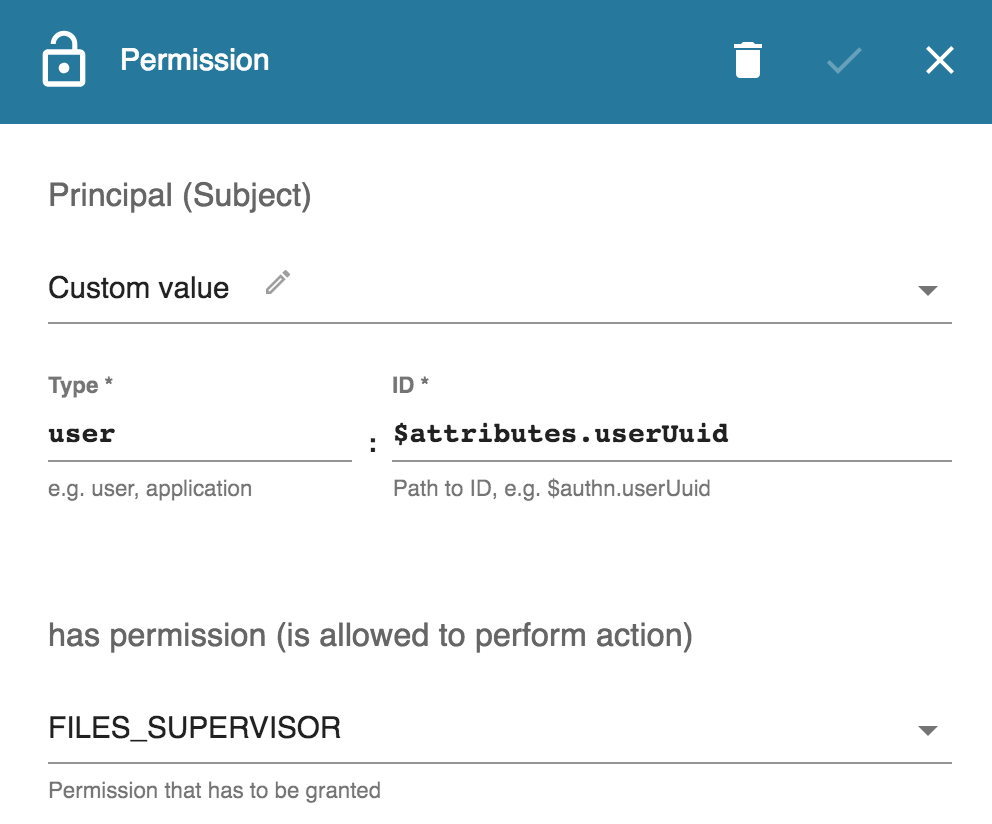 Permission
Principal (Subject)
Custom value
Type * ID *
user : $attributes.userUuid
e.g. user, application Path to ID, e.g. $authn.userUuid
has permission (is allowed to perform action)
FILES_SUPERVISOR
Permission that has to be granted